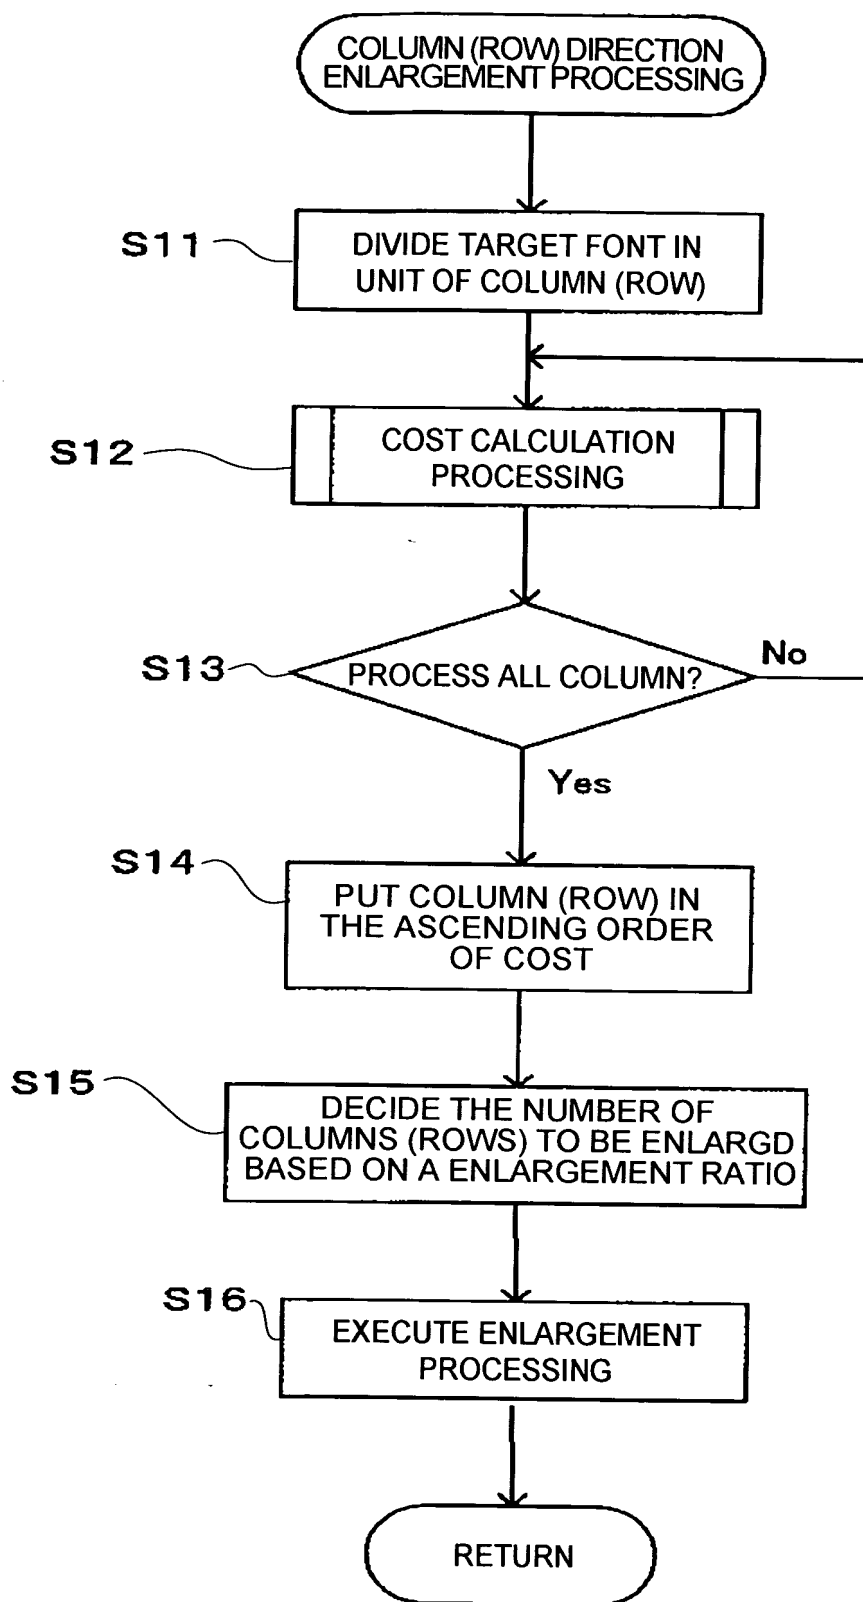 COLUMN (ROW) DIRECTION
ENLARGEMENT PROCESSING
S11
DIVIDE TARGET FONT IN
UNIT OF COLUMN (ROW)
S12
COST CALCULATION
PROCESSING
S13
PROCESS ALL COLUMN?
No
Yes
S14
PUT COLUMN (ROW) IN
THE ASCENDING ORDER
OF COST
S15
DECIDE THE NUMBER OF
COLUMNS (ROWS) TO BE ENLARGD
BASED ON A ENLARGEMENT RATIO
S16
EXECUTE ENLARGEMENT
PROCESSING
RETURN